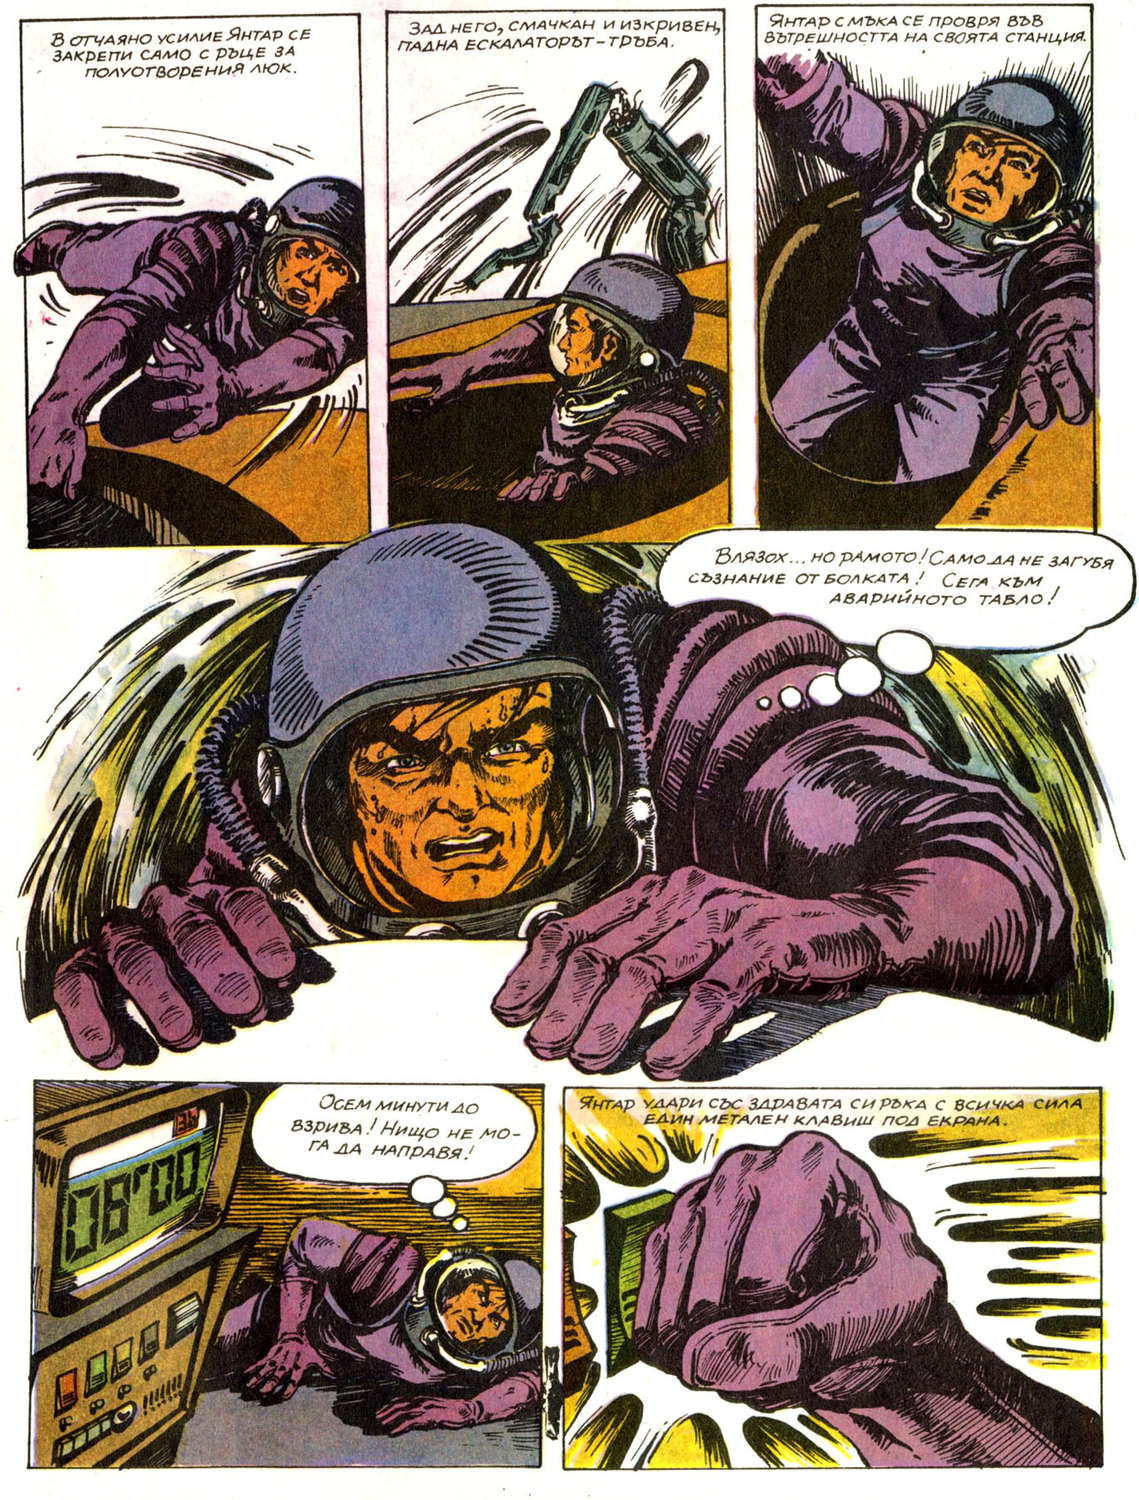 В ОТЧАЯНО УСИЛИЕ ЯНТАР СЕ
ЗАКРЕПИ САМО С РЪЦЕ ЗА
ПОЛУОТВОРЕНИЯ ЛЮК.
ЗАД НЕГО, СМАЧКАН И ИЗКРИВЕН,
ПАДНА ЕСКАЛАТОРЪТ-ТРЪБА.
ЯНТАР С МЪКА СЕ ПРОВРЯ ВЪВ
ВЪТРЕШНОСТТА НА СВОЯТА СТАНЦИЯ.
ВЛЯЗОХ... НО РАМОТО! САМО ДА НЕ ЗАГУБЯ
СЪЗНАНИЕ ОТ БОЛКАТА! СЕГА КЪМ
АВАРИЙНОТО ТАБЛО!
36
08'00
ОСЕМ МИНУТИ ДО
ВЗРИВА! НИЩО НЕ МО-
ГА ДА НАПРАВЯ!
ЯНТАР УДАРИ СЪС ЗДРАВАТА СИ РЪКА С ВСИЧКА СИЛА
ЕДИН МЕТАЛЕН КЛАВИШ ПОД ЕКРАНА.